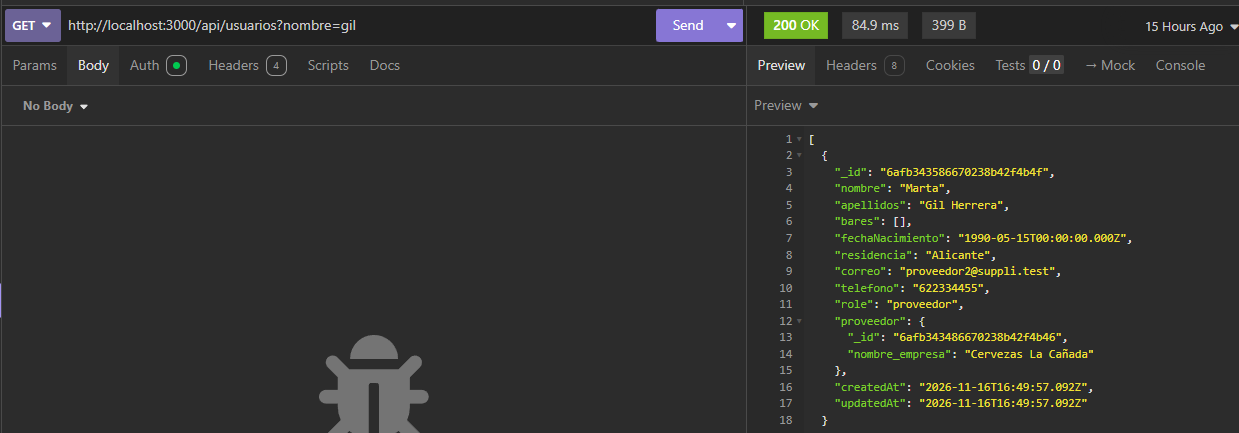 GET http://localhost:3000/api/usuarios?nombre=gil Send 200 OK 84.9 ms 399 B 15 Hours Ago
Params Body Auth Headers 4 Scripts Docs Preview Headers 8 Cookies Tests 0 / 0 → Mock Console
No Body Preview
1 [
2 {
3 "_id": "6afb343586670238b42f4b4f",
4 "nombre": "Marta",
5 "apellidos": "Gil Herrera",
6 "bares": [],
7 "fechaNacimiento": "1990-05-15T00:00:00.000Z",
8 "residencia": "Alicante",
9 "correo": "proveedor2@suppli.test",
10 "telefono": "622334455",
11 "role": "proveedor",
12 "proveedor": {
13 "_id": "6afb343486670238b42f4b46",
14 "nombre_empresa": "Cervezas La Cañada"
15 },
16 "createdAt": "2026-11-16T16:49:57.092Z",
17 "updatedAt": "2026-11-16T16:49:57.092Z"
18 }